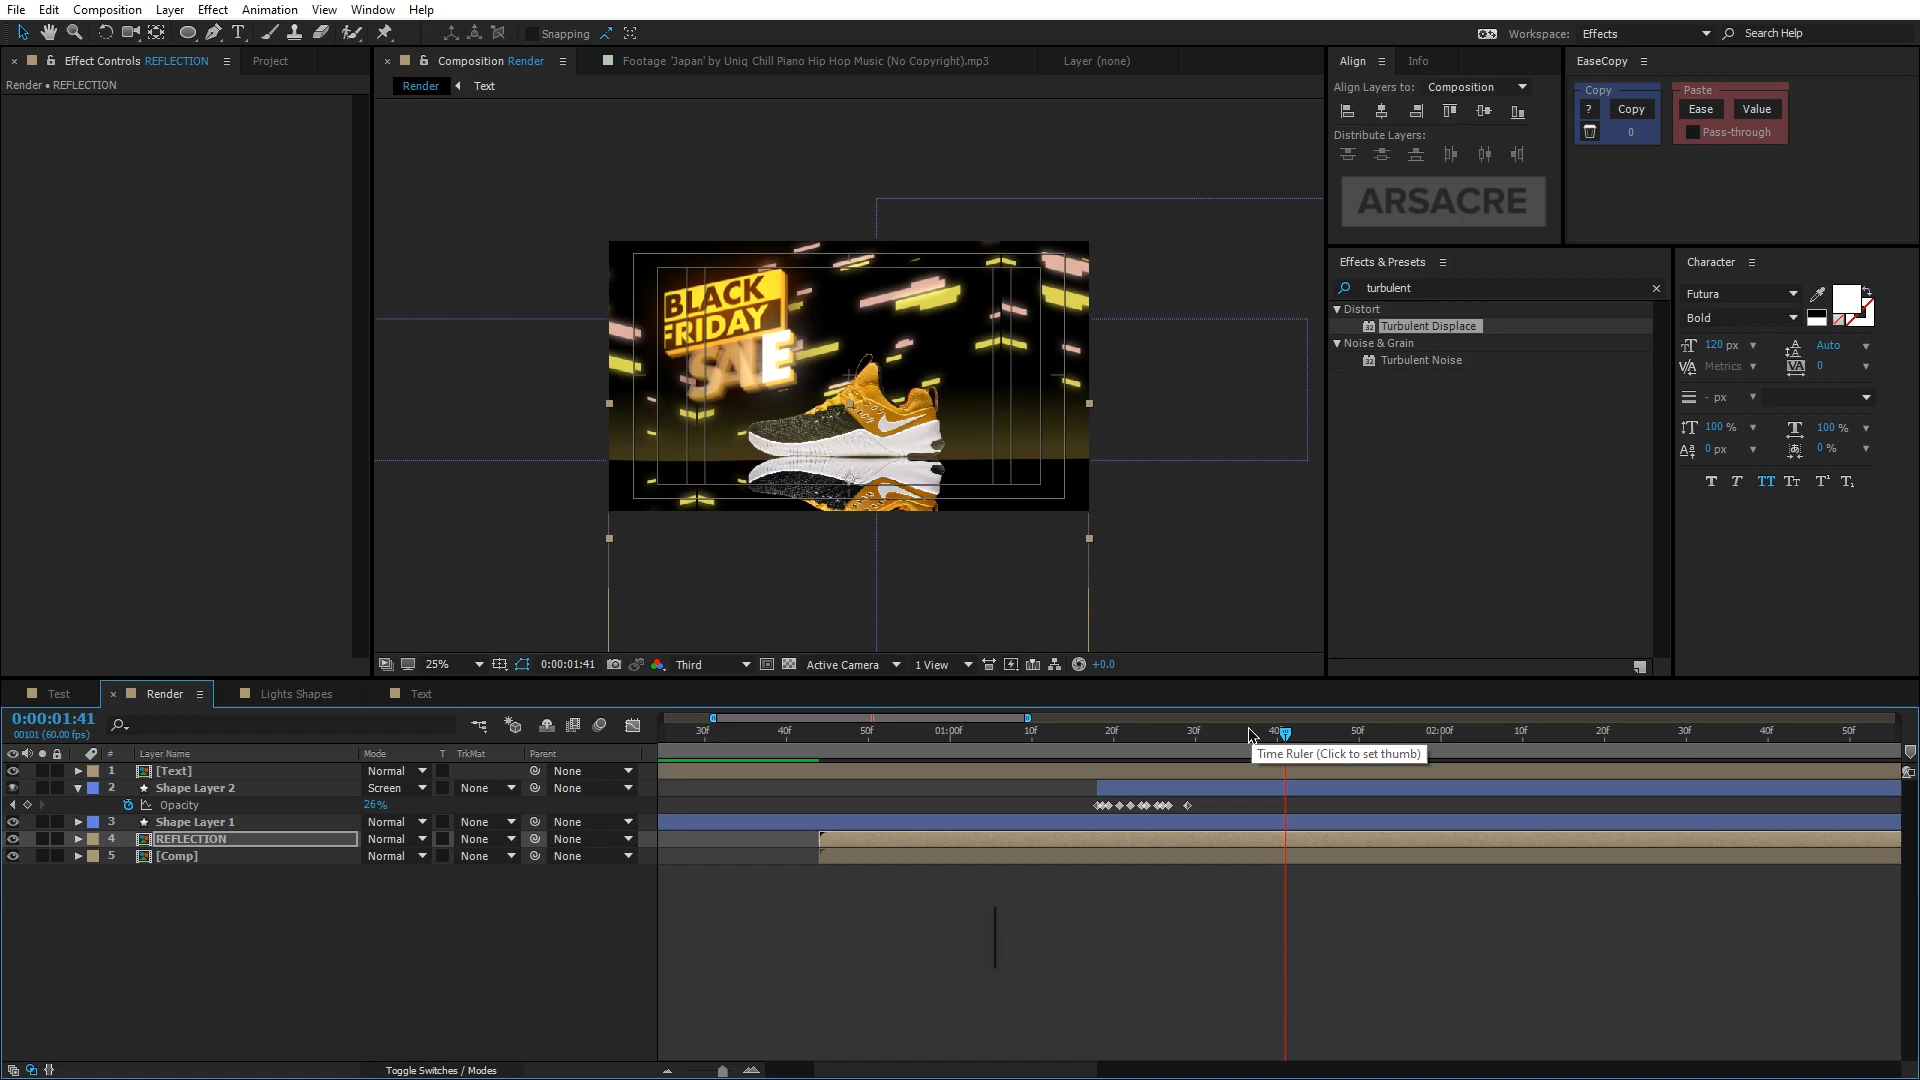 File Edit Composition Layer Effect Animation View Window Help
Snapping
Workspace: Effects
Search Help
Effect Controls REFLECTION
Project
Render • REFLECTION
Composition Render
Footage 'Japan' by Uniq Chill Piano Hip Hop Music (No Copyright).mp3
Layer (none)
Render
Text
BLACK
FRIDAY
SALE
25%
0:00:01:41
Third
Active Camera
1 View
+0.0
Align
Info
Align Layers to: Composition
Distribute Layers:
ARSACRE
EaseCopy
Copy
? Copy
0
Paste
Ease Value
Pass-through
Effects & Presets
turbulent
Distort
32 Turbulent Displace
Noise & Grain
32 Turbulent Noise
Character
Futura
Bold
120 px
Auto
Metrics
0
- px
100 %
100 %
0 px
0 %
Test
Render
Lights Shapes
Text
0:00:01:41
00101 (60.00 fps)
# Layer Name Mode T TrkMat Parent
1 [Text] Normal None
2 Shape Layer 2 Screen None None
Opacity 26%
3 Shape Layer 1 Normal None None
4 REFLECTION Normal None None
5 [Comp] Normal None None
30f 40f 50f 01:00f 10f 20f 30f 40f 50f 02:00f 10f 20f 30f 40f 50f
Time Ruler (Click to set thumb)
Toggle Switches / Modes